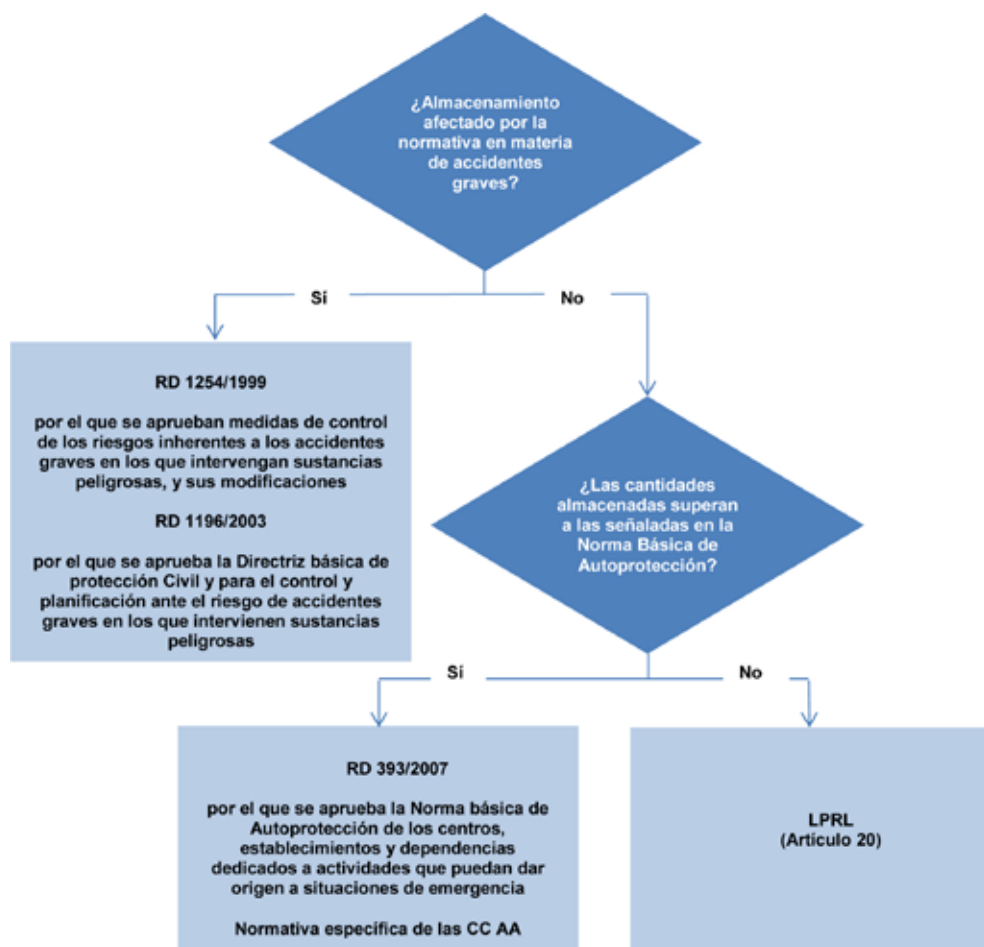 ¿Almacenamiento
afectado por la
normativa en materia
de accidentes
graves?
Sí
No
RD 1254/1999
por el que se aprueban medidas de control
de los riesgos inherentes a los accidentes
graves en los que intervengan sustancias
peligrosas, y sus modificaciones
RD 1196/2003
por el que se aprueba la Directriz básica de
protección Civil y para el control y
planificación ante el riesgo de accidentes
graves en los que intervienen sustancias
peligrosas
¿Las cantidades
almacenadas superan
a las señaladas en la
Norma Básica de
Autoprotección?
Sí
No
RD 393/2007
por el que se aprueba la Norma básica de
Autoprotección de los centros,
establecimientos y dependencias
dedicados a actividades que puedan dar
origen a situaciones de emergencia
Normativa específica de las CC AA
LPRL
(Artículo 20)